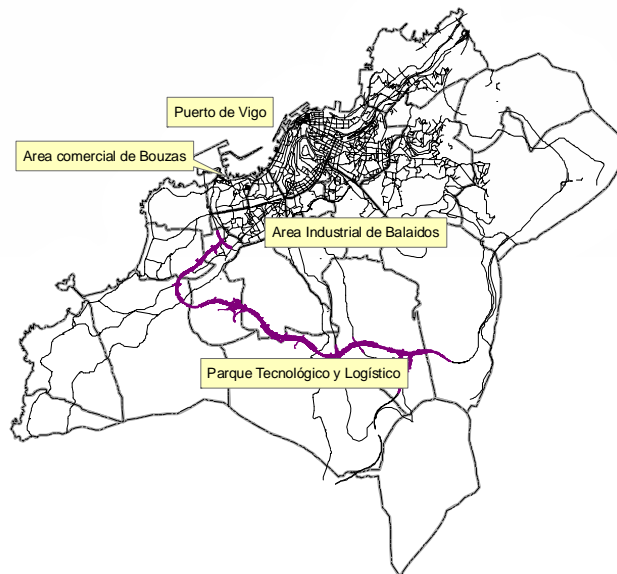 Puerto de Vigo
Area comercial de Bouzas
Area Industrial de Balaidos
Parque Tecnológico y Logístico